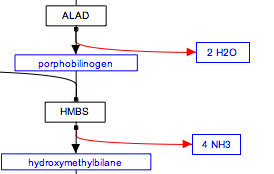 ALAD
2 H2O
porphobilinogen
HMBS
4 NH3
hydroxymethylbilane